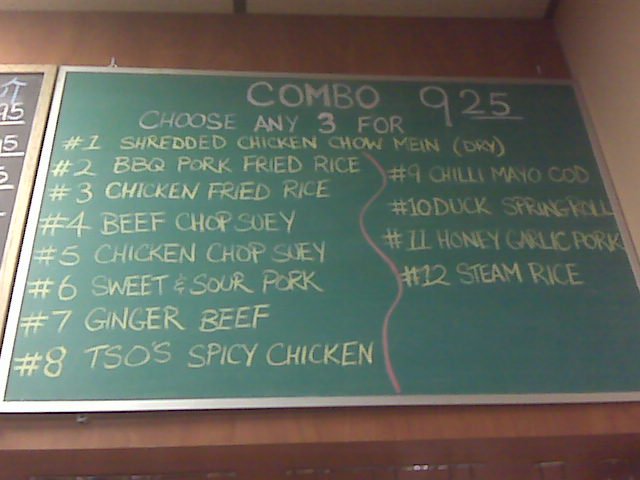 COMBO 9 25
CHOOSE ANY 3 FOR
#1 SHREDDED CHICKEN CHOW MEIN (DRY)
#2 BBQ PORK FRIED RICE
#3 CHICKEN FRIED RICE
#4 BEEF CHOP SUEY
#5 CHICKEN CHOP SUEY
#6 SWEET & SOUR PORK
#7 GINGER BEEF
#8 TSO'S SPICY CHICKEN
#9 CHILLI MAYO COD
#10 DUCK SPRING ROLL
#11 HONEY GARLIC PORK
#12 STEAM RICE